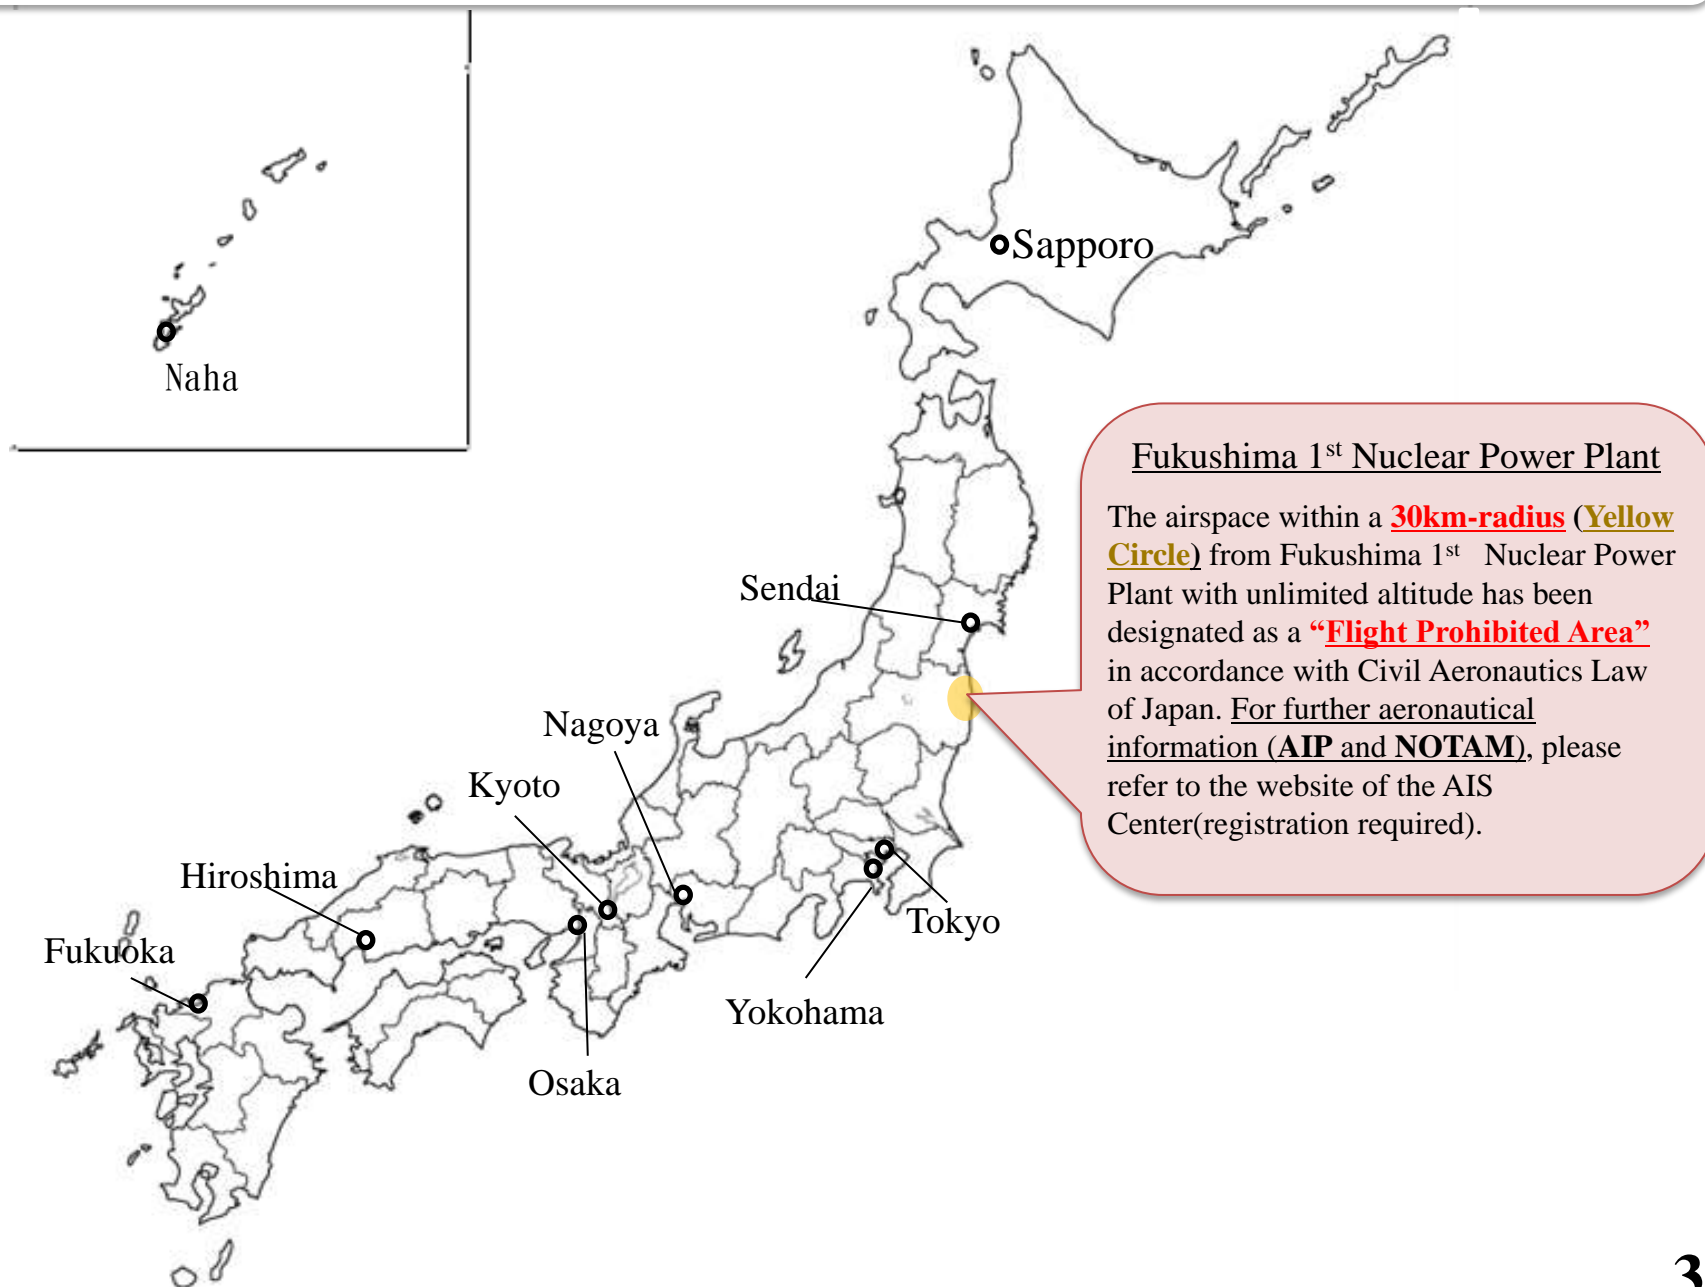 Sapporo
Naha
Fukushima 1st Nuclear Power Plant
The airspace within a 30km-radius (Yellow
Circle) from Fukushima 1st Nuclear Power
Plant with unlimited altitude has been
designated as a “Flight Prohibited Area”
in accordance with Civil Aeronautics Law
of Japan. For further aeronautical
information (AIP and NOTAM), please
refer to the website of the AIS
Center(registration required).
Sendai
Nagoya
Kyoto
Hiroshima
Tokyo
Fukuoka
Yokohama
Osaka
3